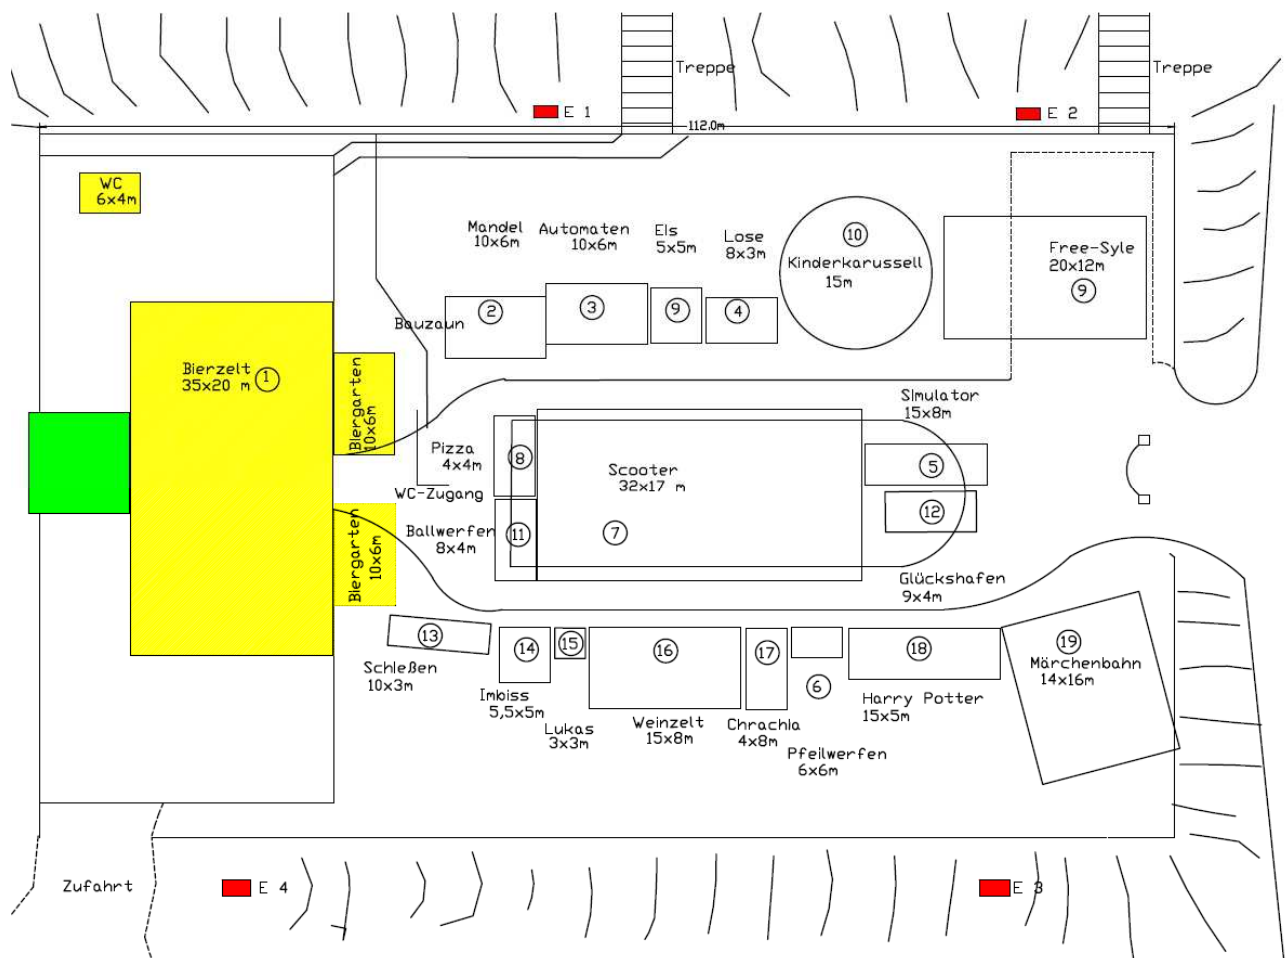 Treppe
Treppe
E 1
E 2
112.0m
WC
6x4m
Mandel
10x6m
Automaten
10x6m
Eis
5x5m
Lose
8x3m
10
Kinderkarussell
15m
Free-Syle
20x12m
9
2
3
9
4
Bauzaun
Bierzelt
35x20 m
1
Biergarten
10x6m
Simulator
15x8m
Pizza
4x4m
8
Scooter
32x17 m
5
WC-Zugang
Ballwerfen
8x4m
11
7
12
Biergarten
10x6m
Glückshafen
9x4m
13
14
15
16
17
18
19
Schießen
10x3m
Märchenbahn
14x16m
6
Imbiss
5,5x5m
Harry Potter
15x5m
Lukas
3x3m
Weinzelt
15x8m
Chrachia
4x8m
Pfeilwerfen
6x6m
Zufahrt
E 4
E 3